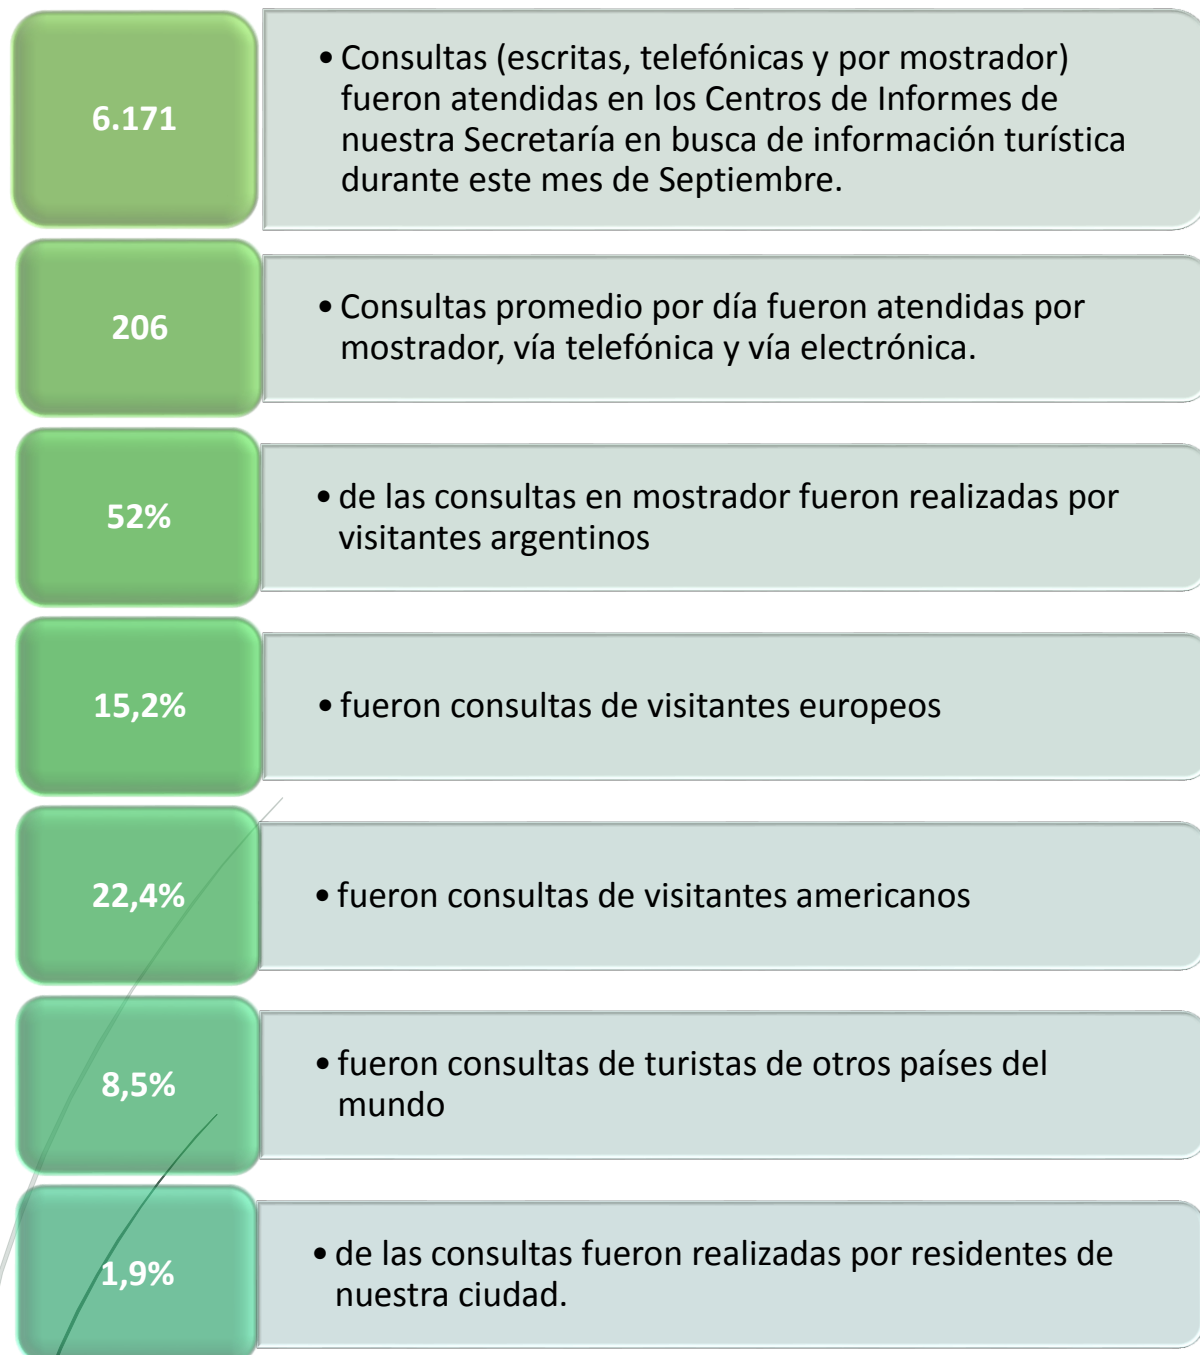 6.171
• Consultas (escritas, telefónicas y por mostrador)
fueron atendidas en los Centros de Informes de
nuestra Secretaría en busca de información turística
durante este mes de Septiembre.
206
• Consultas promedio por día fueron atendidas por
mostrador, vía telefónica y vía electrónica.
52%
• de las consultas en mostrador fueron realizadas por
visitantes argentinos
15,2%
• fueron consultas de visitantes europeos
22,4%
• fueron consultas de visitantes americanos
8,5%
• fueron consultas de turistas de otros países del
mundo
1,9%
• de las consultas fueron realizadas por residentes de
nuestra ciudad.